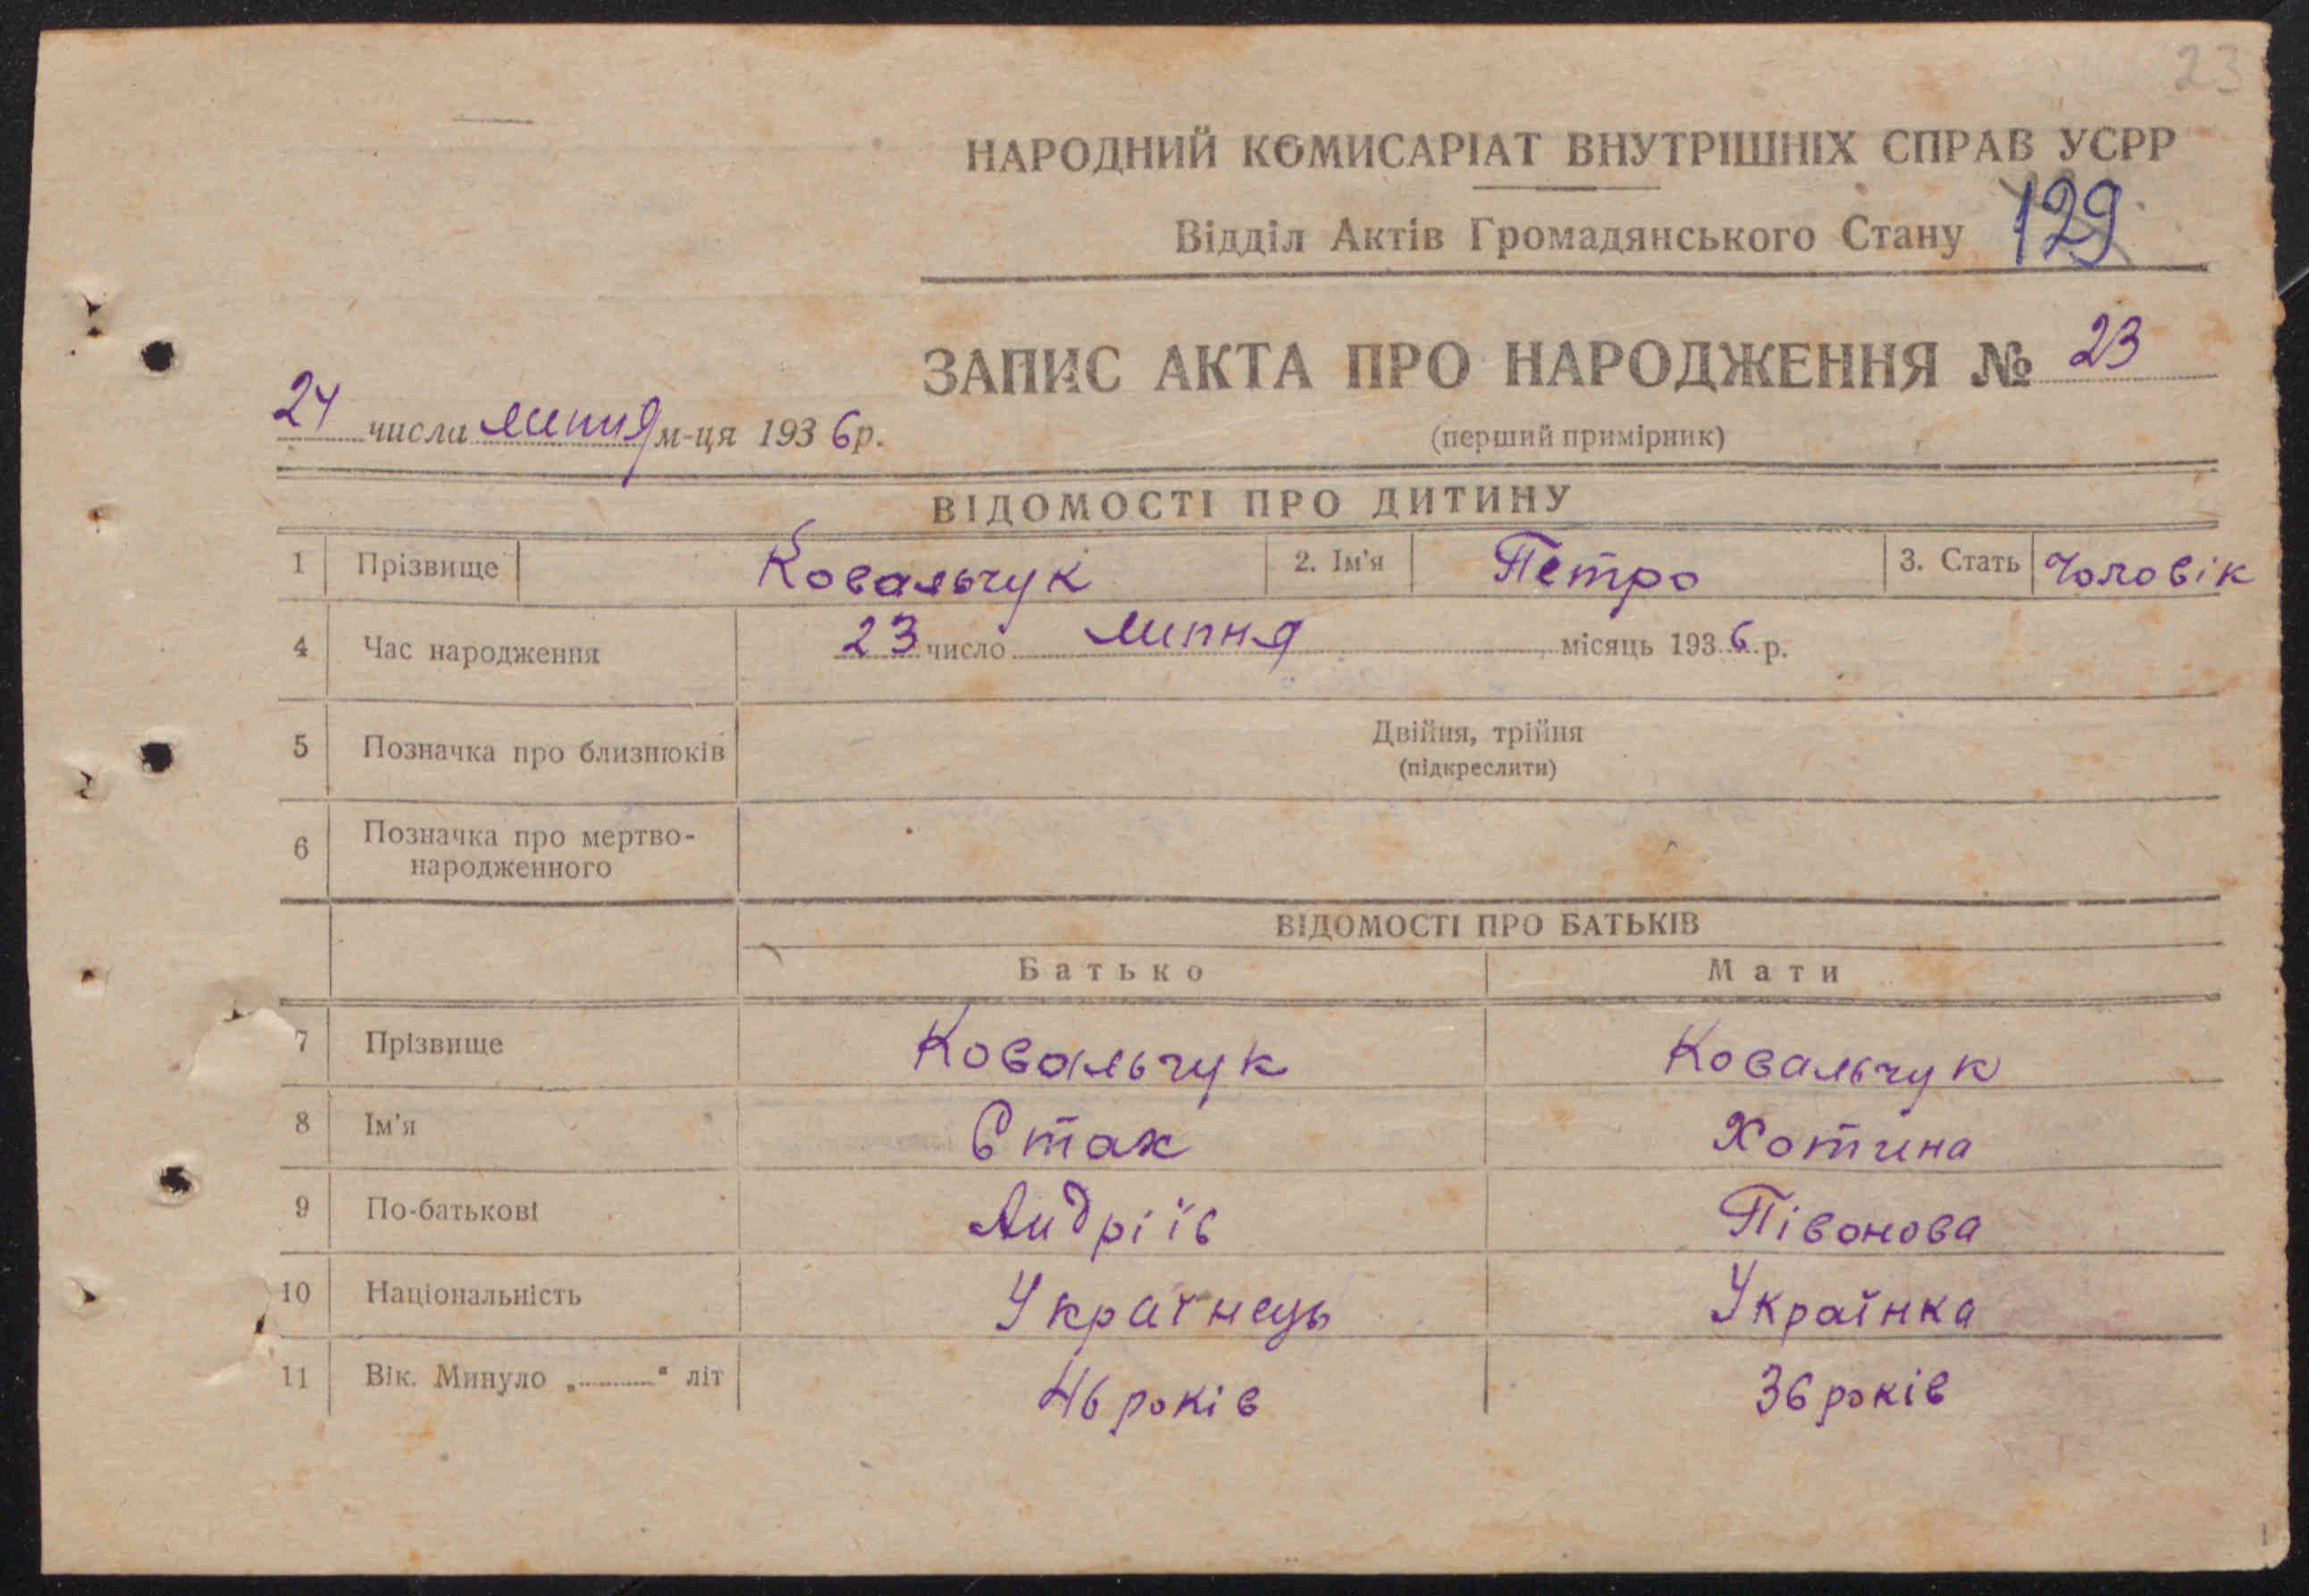 23
НАРОДНИЙ КОМИСАРІАТ ВНУТРІШНІХ СПРАВ УСРР
Відділ Актів Громадянського Стану 129
ЗАПИС АКТА ПРО НАРОДЖЕННЯ № 23
24 числа липня м-ця 1936 р.
(перший примірник)
ВІДОМОСТІ ПРО ДИТИНУ
1 Прізвище Ковальчук 2. Ім'я Петро 3. Стать Чоловік
4 Час народження 23 число липня місяць 1936 р.
5 Позначка про близнюків Двійня, трійня
(підкреслити)
6 Позначка про мертво-
народженного
ВІДОМОСТІ ПРО БАТЬКІВ
Батько Мати
7 Прізвище Ковальчук Ковальчук
8 Ім'я Стах Хотина
9 По-батькові Андріїв Півонова
10 Національність Українець Українка
11 Вік. Минуло „ “ літ 46 років 36 років